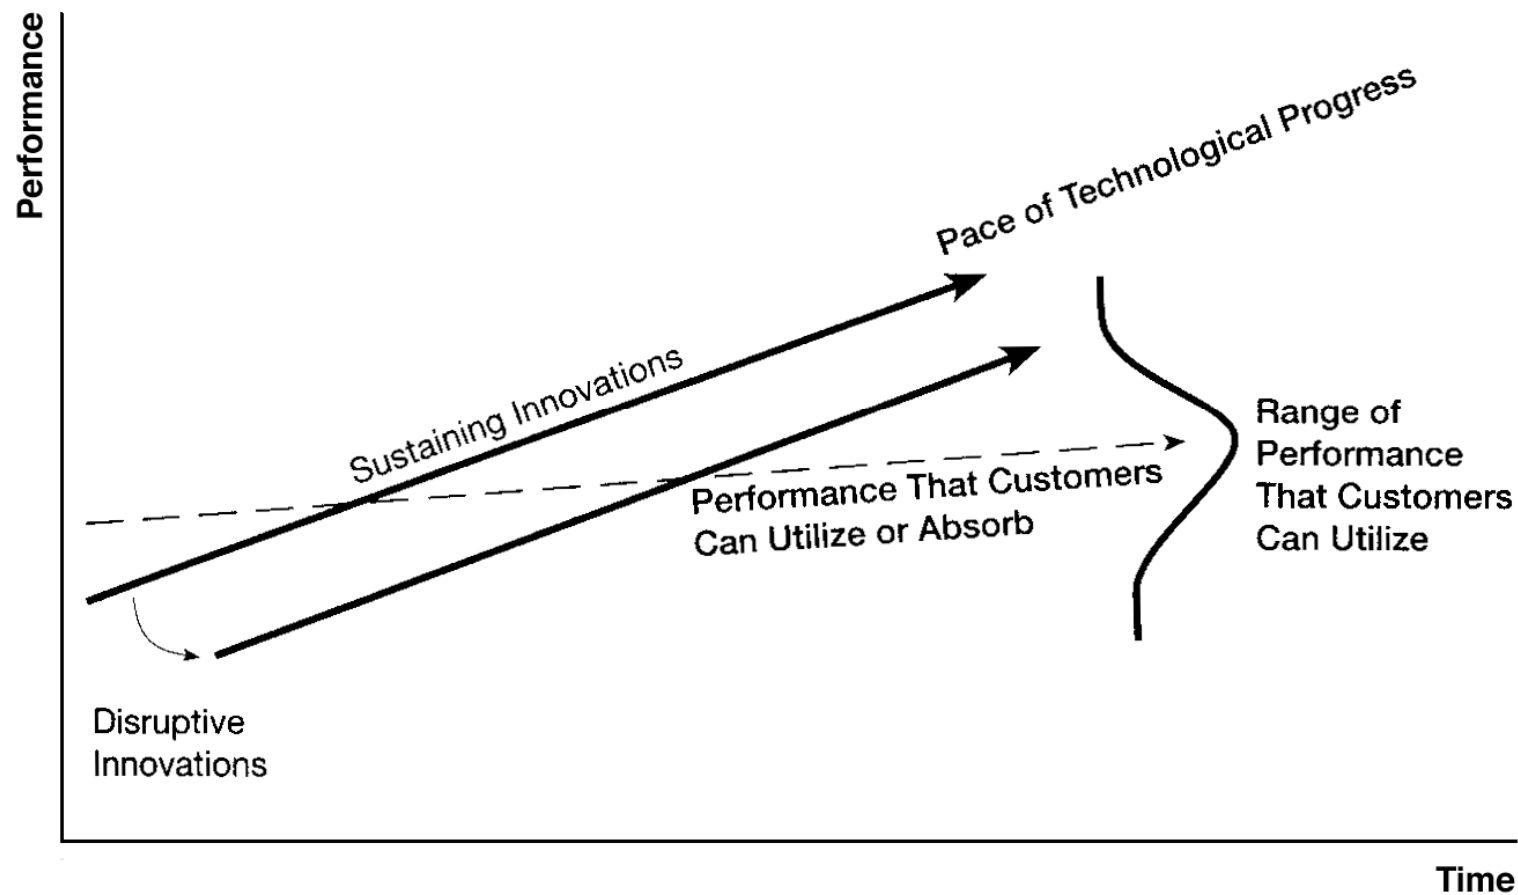 Performance
Pace of Technological Progress
Sustaining Innovations
Range of
Performance
That Customers
Can Utilize
Performance That Customers
Can Utilize or Absorb
Disruptive
Innovations
Time